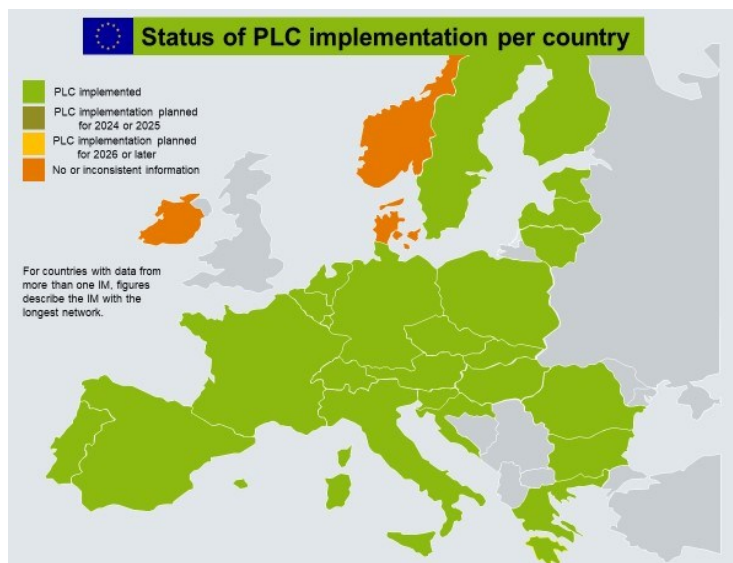 Status of PLC implementation per country
PLC implemented
PLC implementation planned
for 2024 or 2025
PLC implementation planned
for 2026 or later
No or inconsistent information
For countries with data from
more than one IM, figures
describe the IM with the
longest network.